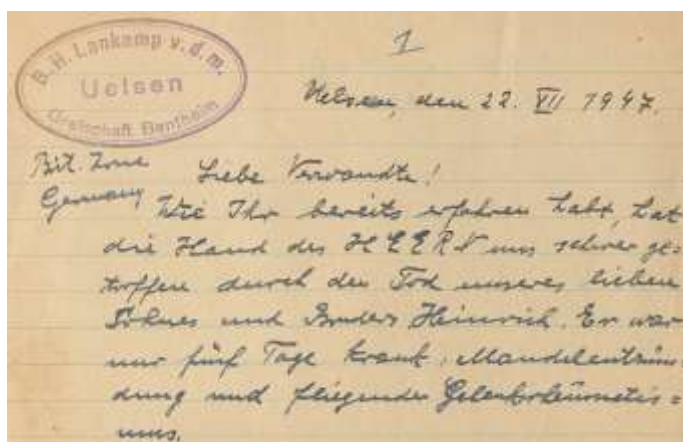 1
B. H. Lankamp v. d. m.
Uelsen
Grafschaft Bentheim
Uelsen, den 22. VII 1947.
Brit. Zone
Germany
Liebe Verwandte!
Wie Ihr bereits erfahren habt, hat
die Hand des HEERN uns schwer ge=
troffen durch den Tod unseres lieben
Sohnes und Bruders Heinrich. Er war
nur fünf Tage krank: Mandelentzün=
dung und fliegender Gelenkrheumatis=
mus.